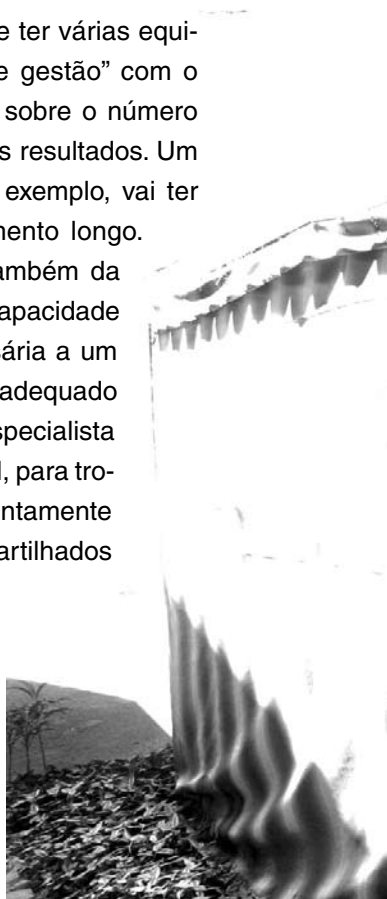 e ter várias equi-
e gestão” com o
sobre o número
s resultados. Um
exemplo, vai ter
mento longo.
ambém da
apacidade
sária a um
adequado
specialista
l, para tro-
ntamente
artilhados